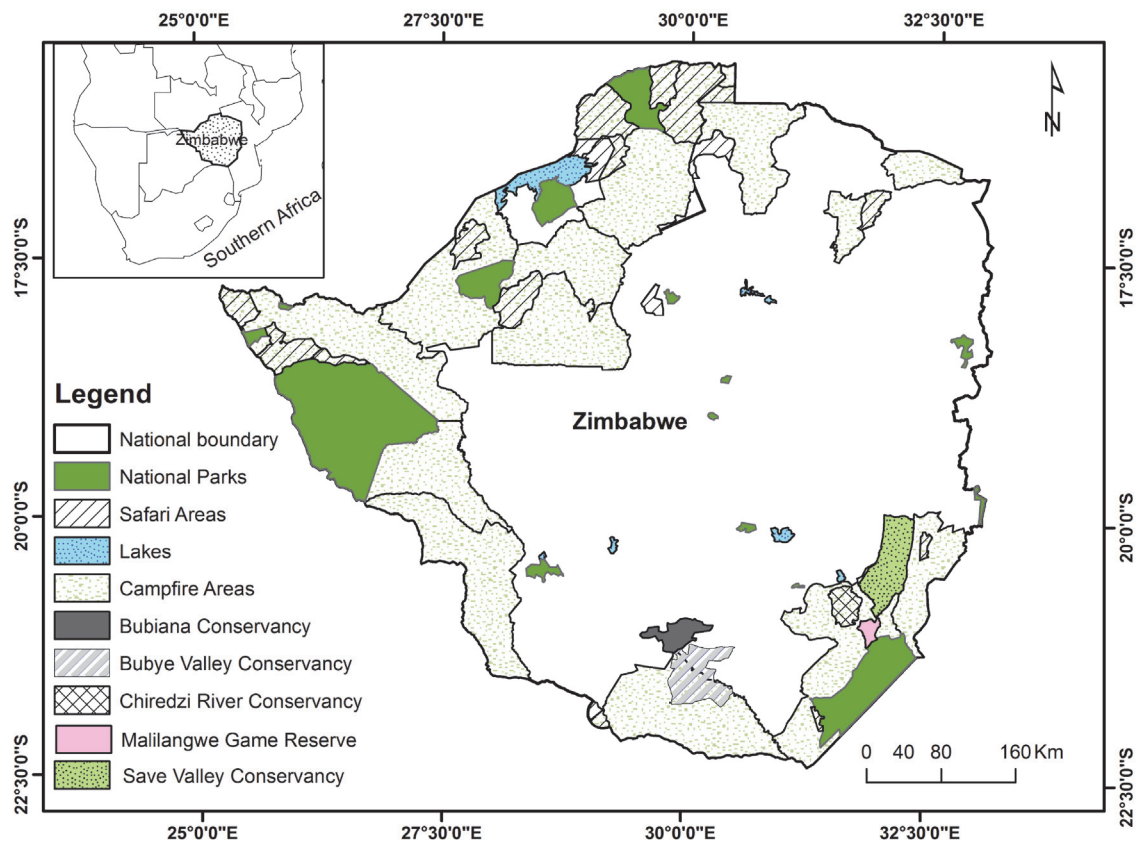 25°0'0"E 27°30'0"E 30°0'0"E 32°30'0"E
Zimbabwe
Southern Africa
N
17°30'0"S
17°30'0"S
Legend
National boundary
National Parks
Safari Areas
Lakes
Campfire Areas
Bubiana Conservancy
Bubye Valley Conservancy
Chiredzi River Conservancy
Malilangwe Game Reserve
Save Valley Conservancy
Zimbabwe
20°0'0"S
20°0'0"S
0 40 80 160 Km
22°30'0"S
22°30'0"S
25°0'0"E 27°30'0"E 30°0'0"E 32°30'0"E